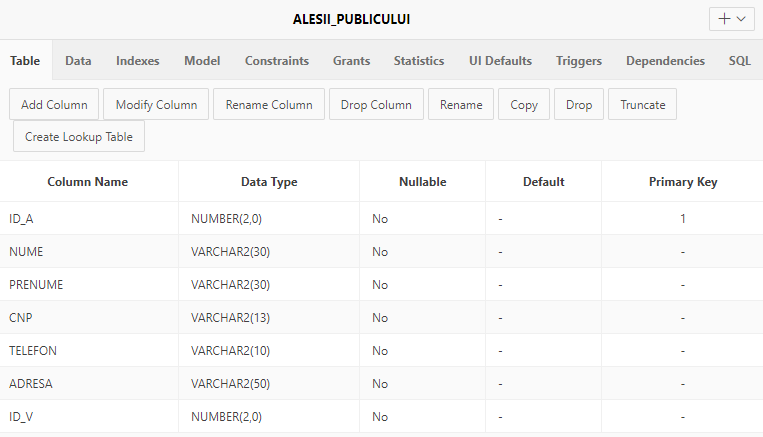 ALESII_PUBLICULUI
Table Data Indexes Model Constraints Grants Statistics UI Defaults Triggers Dependencies SQL
Add Column Modify Column Rename Column Drop Column Rename Copy Drop Truncate
Create Lookup Table
Column Name Data Type Nullable Default Primary Key
ID_A NUMBER(2,0) No - 1
NUME VARCHAR2(30) No - -
PRENUME VARCHAR2(30) No - -
CNP VARCHAR2(13) No - -
TELEFON VARCHAR2(10) No - -
ADRESA VARCHAR2(50) No - -
ID_V NUMBER(2,0) No - -